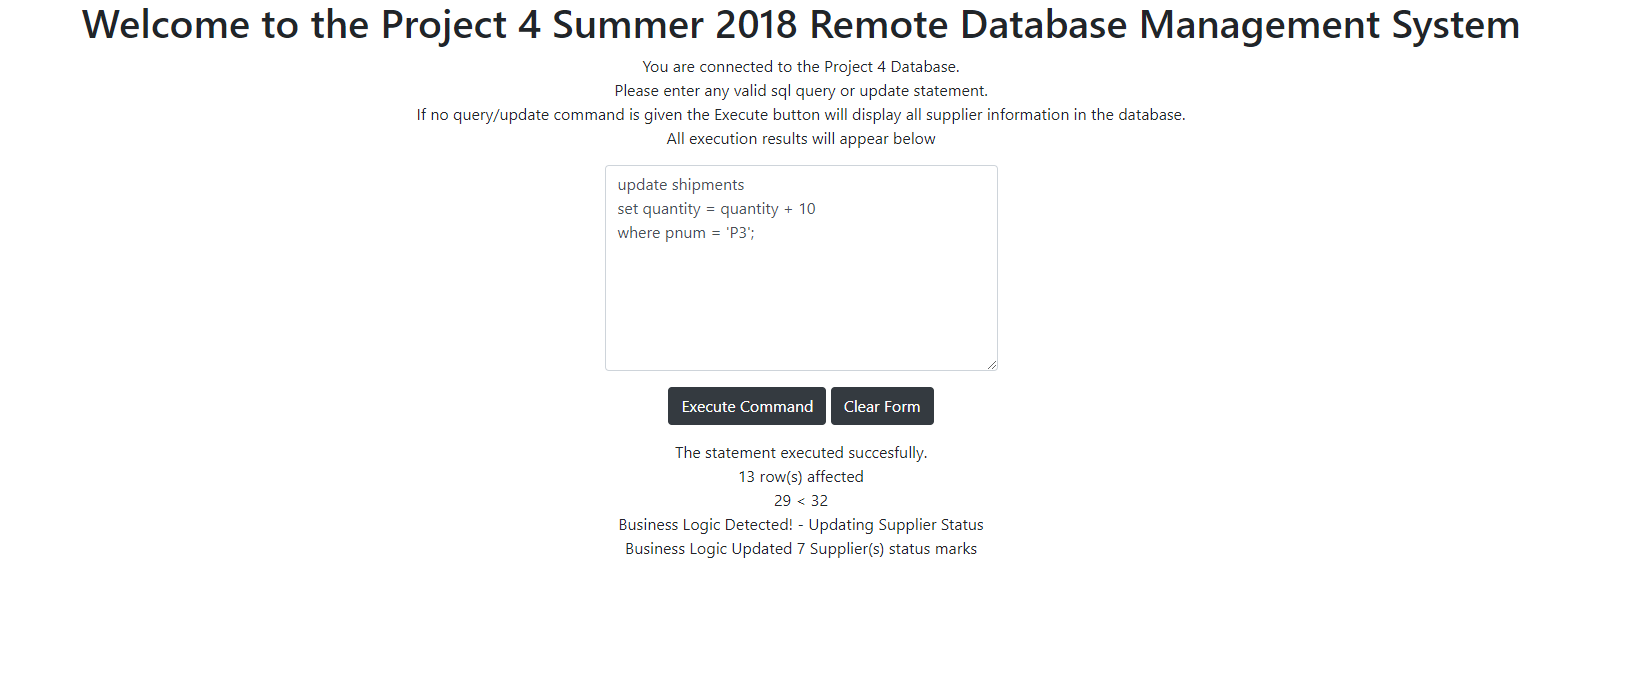 Welcome to the Project 4 Summer 2018 Remote Database Management System
You are connected to the Project 4 Database.
Please enter any valid sql query or update statement.
If no query/update command is given the Execute button will display all supplier information in the database.
All execution results will appear below
update shipments
set quantity = quantity + 10
where pnum = 'P3';
Execute Command Clear Form
The statement executed succesfully.
13 row(s) affected
29 < 32
Business Logic Detected! - Updating Supplier Status
Business Logic Updated 7 Supplier(s) status marks